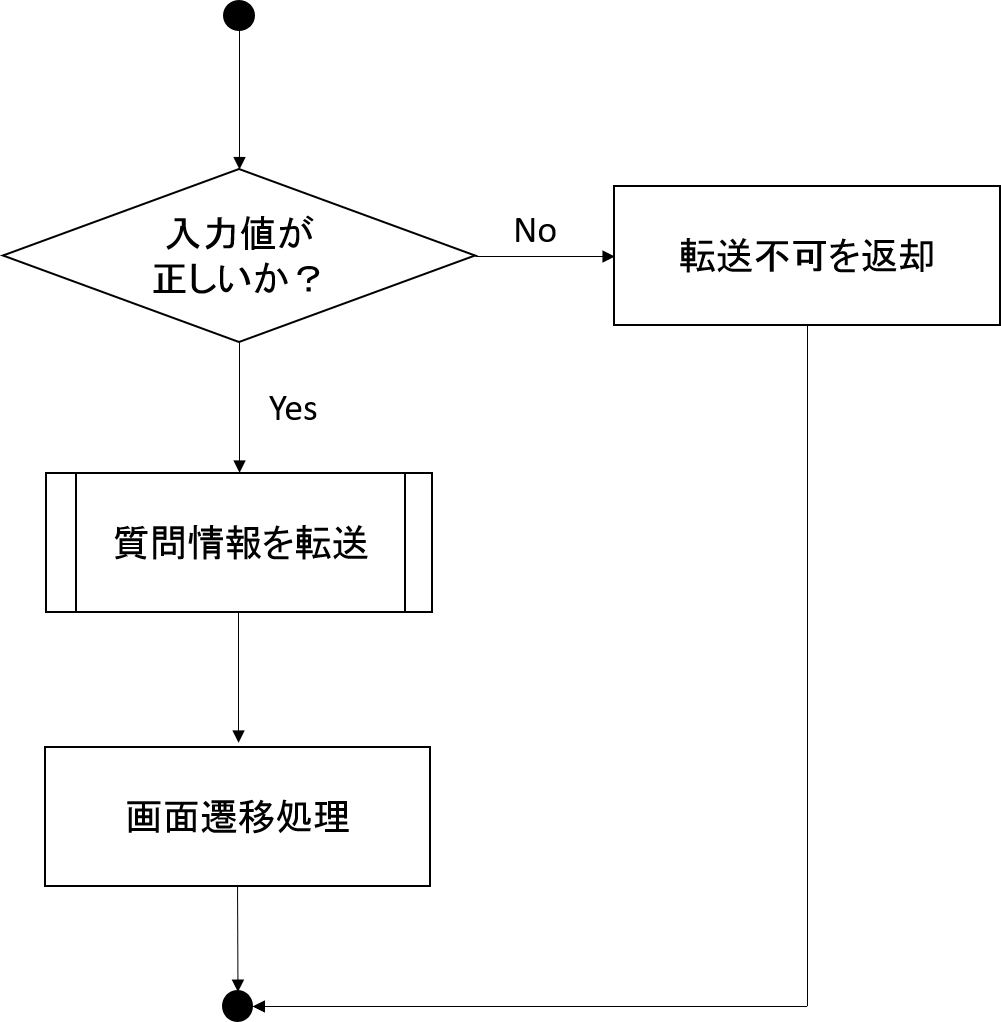 入力値が
正しいか？
No
転送不可を返却
Yes
質問情報を転送
画面遷移処理